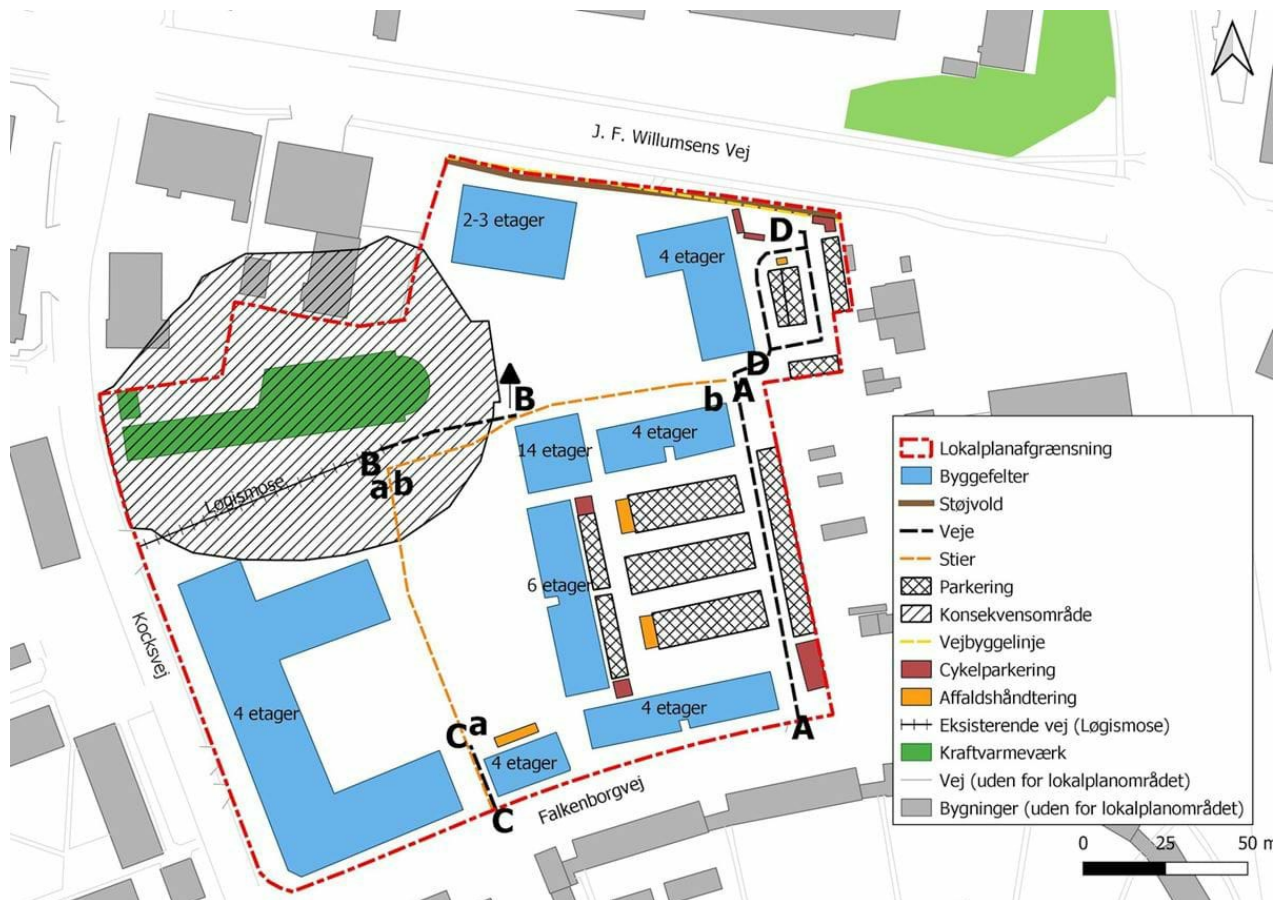 J. F. Willumsens Vej
2-3 etager
4 etager
D
D
A
B
b
14 etager
4 etager
B
a
b
Løgismose
6 etager
Kocksvej
4 etager
4 etager
C
a
4 etager
A
C
Falkenborgvej
Lokalplanafgrænsning
Byggefelter
Støjvold
Veje
Stier
Parkering
Konsekvensområde
Vejbyggelinje
Cykelparkering
Affaldshåndtering
Eksisterende vej (Løgismose)
Kraftvarmeværk
Vej (uden for lokalplanområdet)
Bygninger (uden for lokalplanområdet)
0 25 50 m